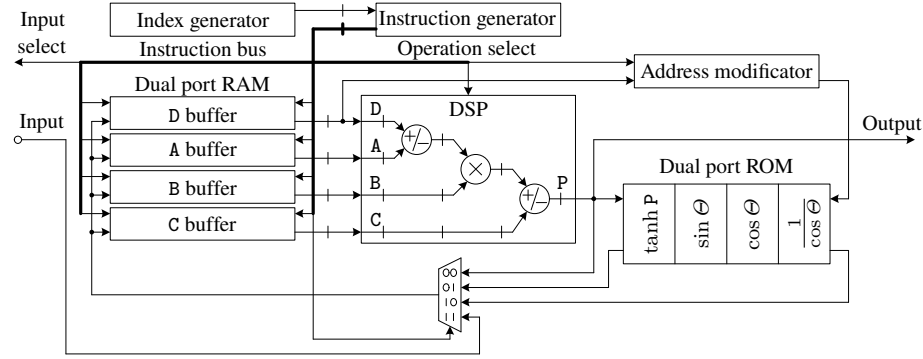 Index generator
Instruction generator
Input
select
Instruction bus
Operation select
Address modificator
Dual port RAM
DSP
D buffer
D
+/−
A buffer
A
×
B buffer
B
+/−
P
C buffer
C
Input
Output
Dual port ROM
tanh P
sin Θ
cos Θ
1
cos Θ
00
01
10
11